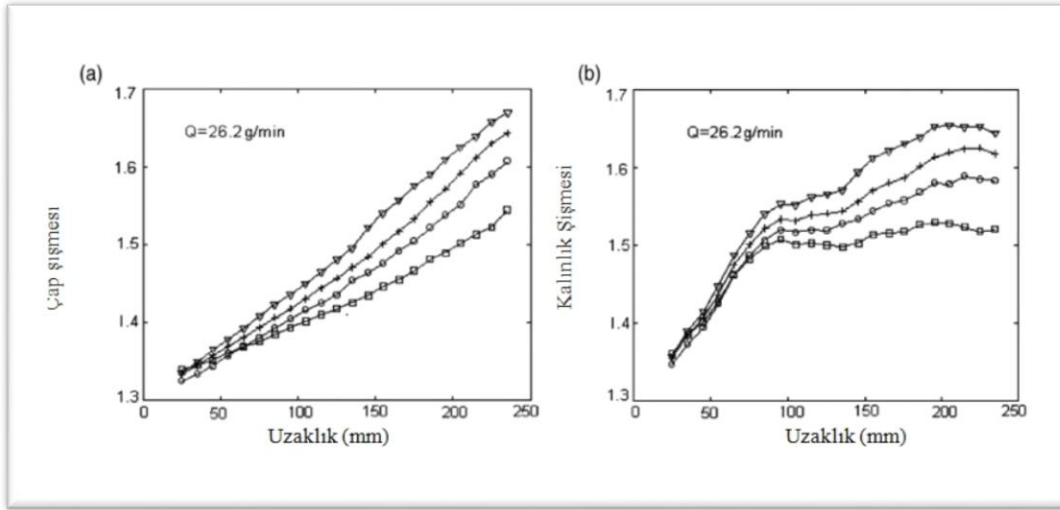 (a)
1.7
1.6
1.5
1.4
1.3
Q=26.2g/min
Çap şişmesi
0 50 100 150 200 250
Uzaklık (mm)
(b)
1.7
1.6
1.5
1.4
1.3
Q=26.2g/min
Kalınlık Şişmesi
0 50 100 150 200 250
Uzaklık (mm)